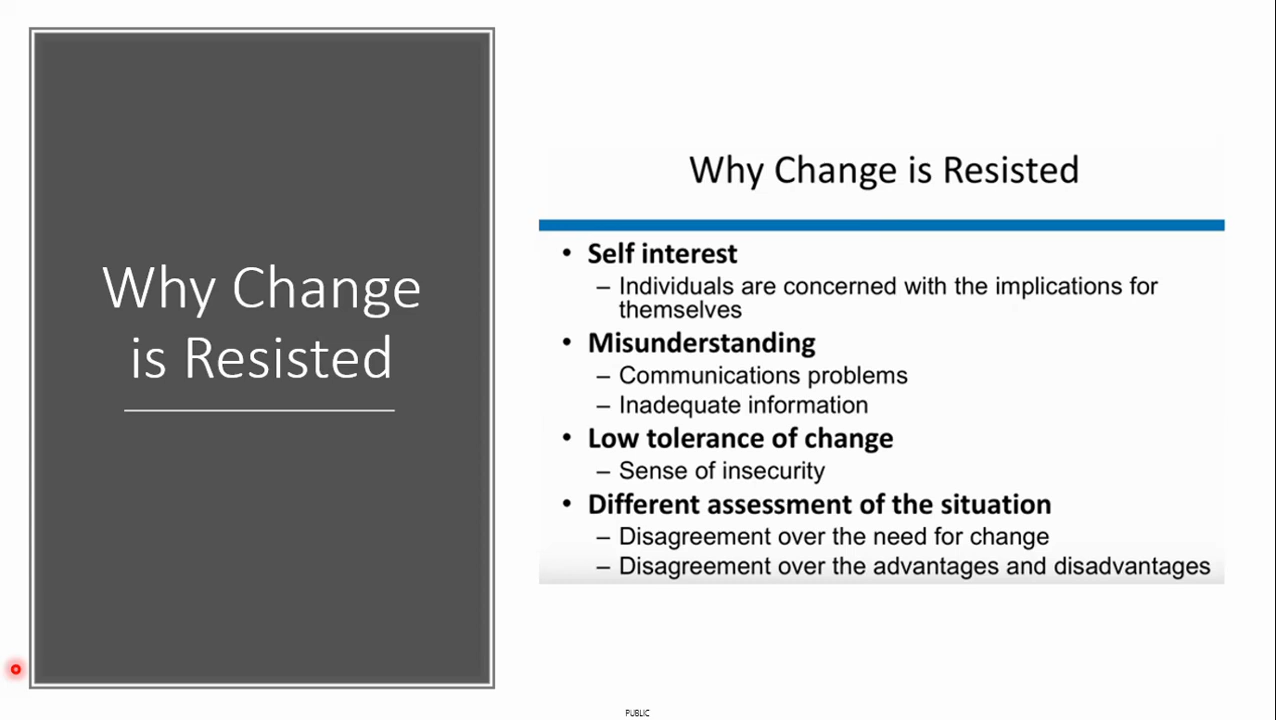 Why Change
is Resisted
Why Change is Resisted
• Self interest
– Individuals are concerned with the implications for
themselves
• Misunderstanding
– Communications problems
– Inadequate information
• Low tolerance of change
– Sense of insecurity
• Different assessment of the situation
– Disagreement over the need for change
– Disagreement over the advantages and disadvantages
PUBLIC